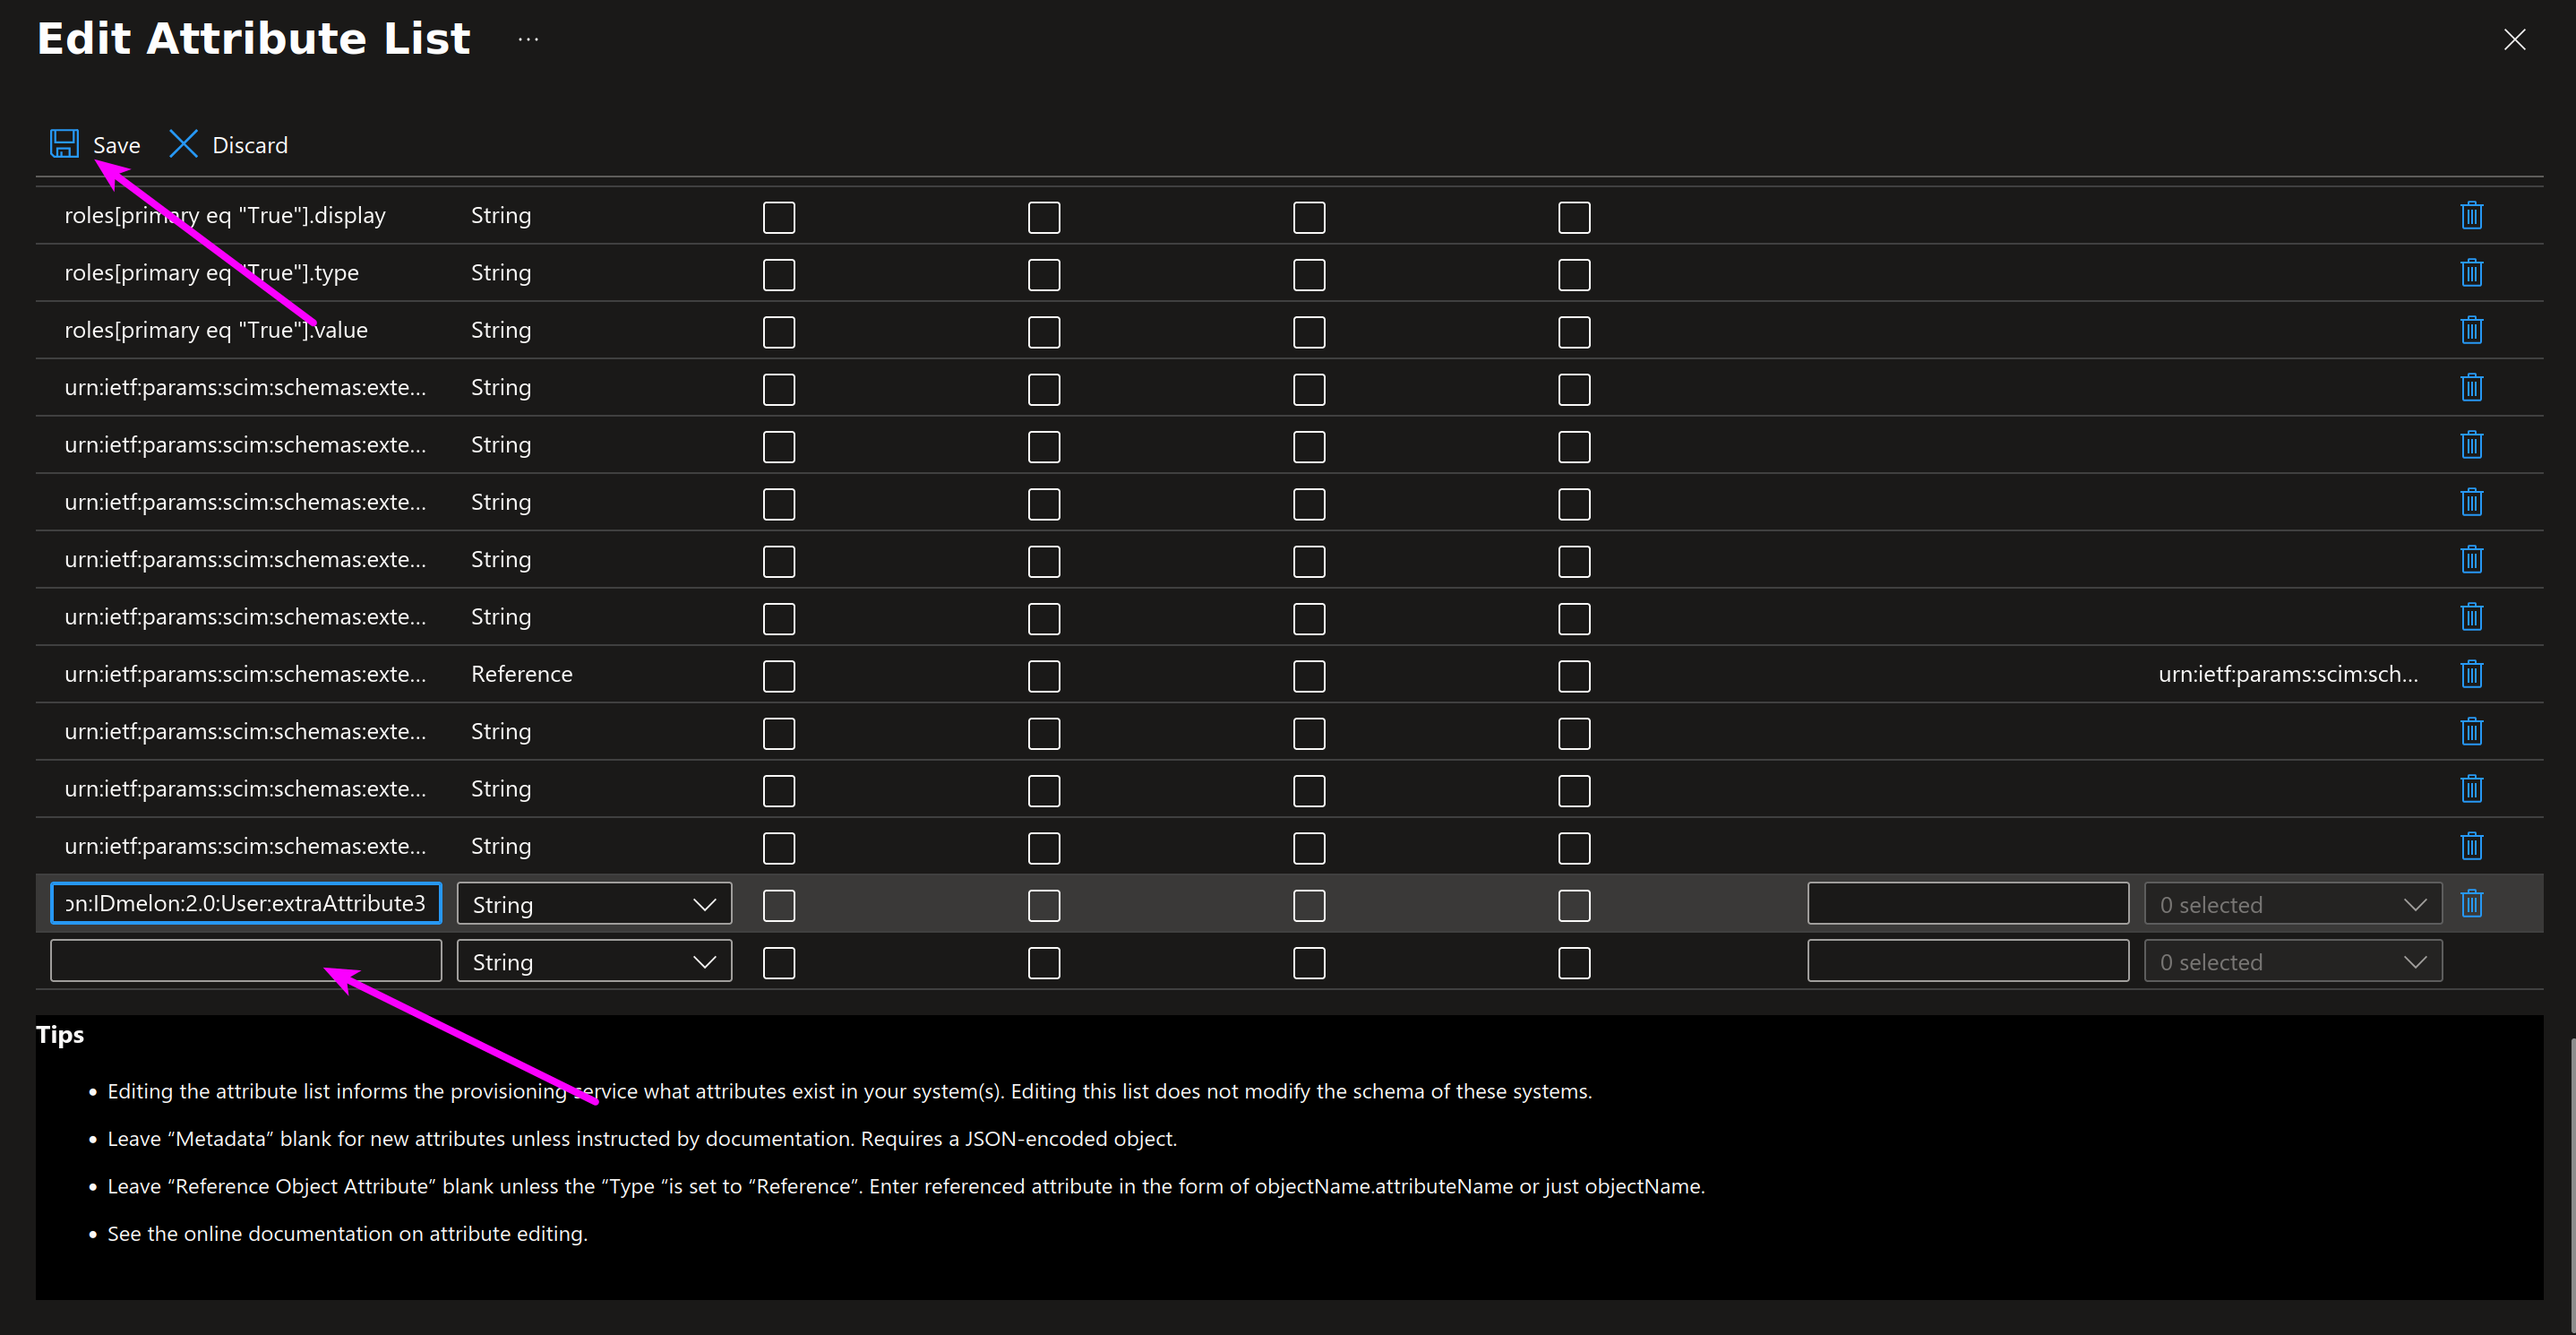 Edit Attribute List ...
Save Discard
roles[primary eq "True"].display String
roles[primary eq "True"].type String
roles[primary eq "True"].value String
urn:ietf:params:scim:schemas:exte... String
urn:ietf:params:scim:schemas:exte... String
urn:ietf:params:scim:schemas:exte... String
urn:ietf:params:scim:schemas:exte... String
urn:ietf:params:scim:schemas:exte... String
urn:ietf:params:scim:schemas:exte... Reference urn:ietf:params:scim:sch...
urn:ietf:params:scim:schemas:exte... String
urn:ietf:params:scim:schemas:exte... String
urn:ietf:params:scim:schemas:exte... String
on:IDmelon:2.0:User:extraAttribute3 String 0 selected
String 0 selected
Tips
• Editing the attribute list informs the provisioning service what attributes exist in your system(s). Editing this list does not modify the schema of these systems.
• Leave “Metadata” blank for new attributes unless instructed by documentation. Requires a JSON-encoded object.
• Leave “Reference Object Attribute” blank unless the “Type “is set to “Reference”. Enter referenced attribute in the form of objectName.attributeName or just objectName.
• See the online documentation on attribute editing.